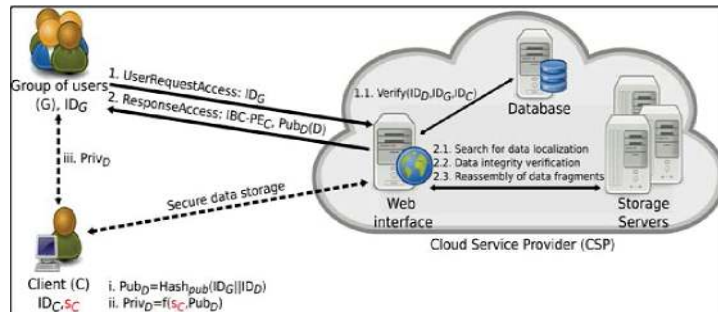 Group of users
(G), ID_G
1. UserRequestAccess: ID_G
2. ResponseAccess: IBC-PE_C, Pub_D(D)
1.1. Verify(ID_D,ID_G,ID_C)
Database
iii. Priv_D
2.1. Search for data localization
2.2. Data integrity verification
2.3. Reassembly of data fragments
Secure data storage
Web
interface
Storage
Servers
Cloud Service Provider (CSP)
Client (C)
ID_C,s_C
i. Pub_D=Hash_pub(ID_G||ID_D)
ii. Priv_D=f(s_C,Pub_D)